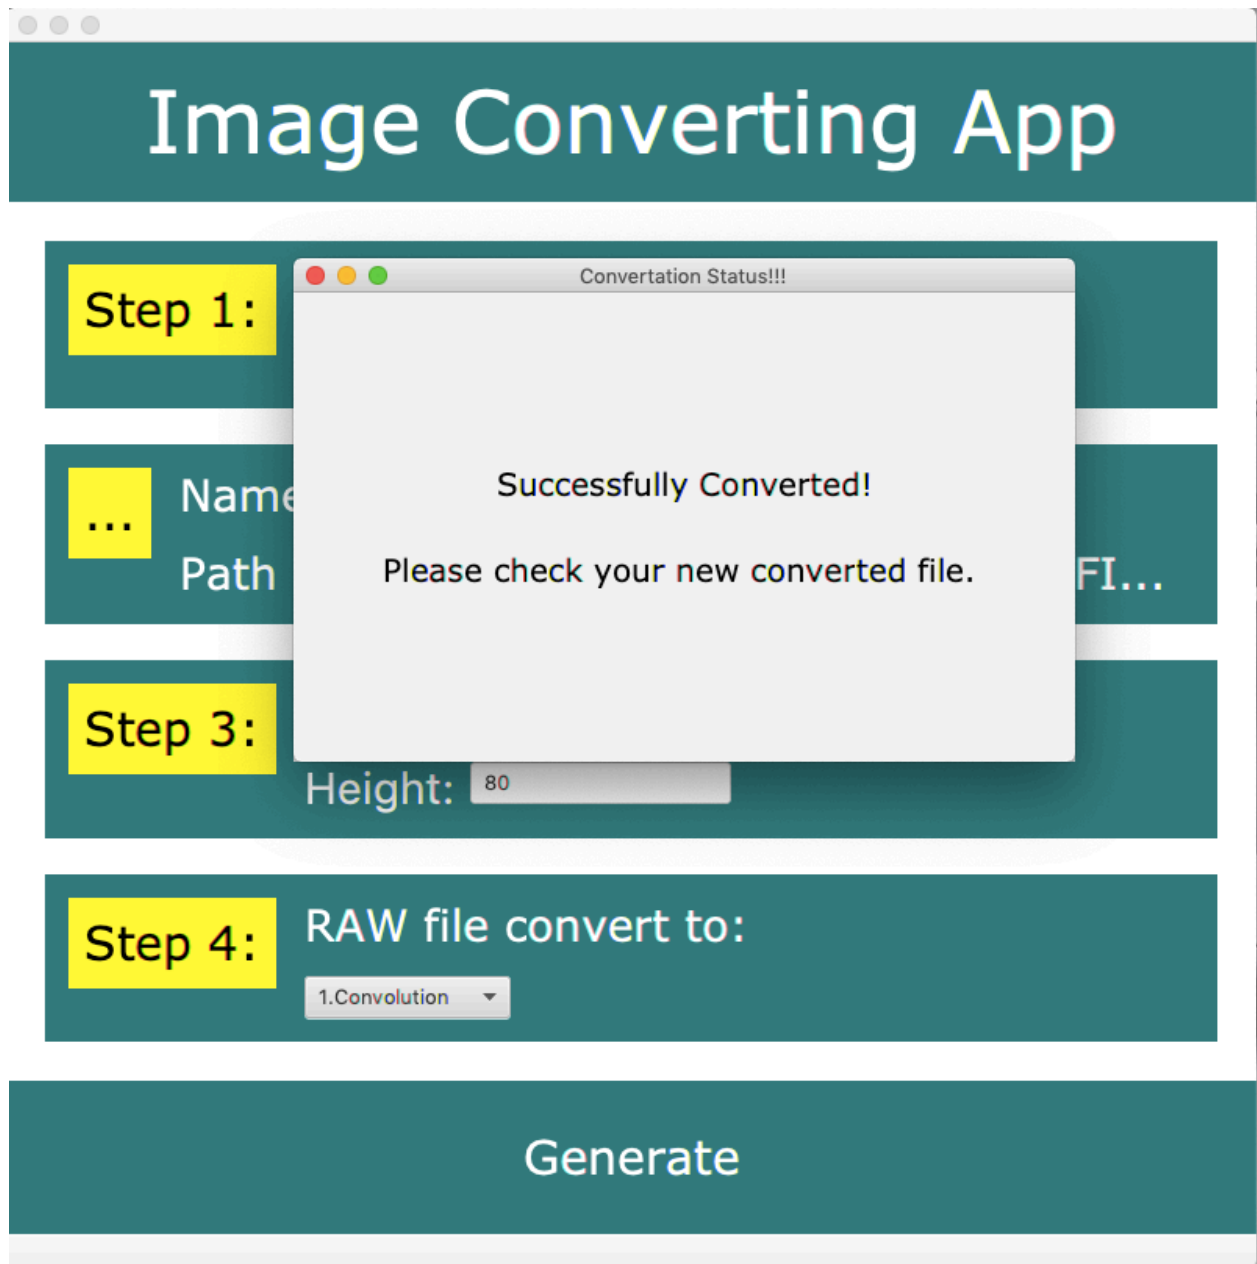 Image Converting App
Step 1:
Convertation Status!!!
Successfully Converted!
Please check your new converted file.
...
Name
Path
FI...
Step 3:
Height: 80
Step 4:
RAW file convert to:
1.Convolution
Generate